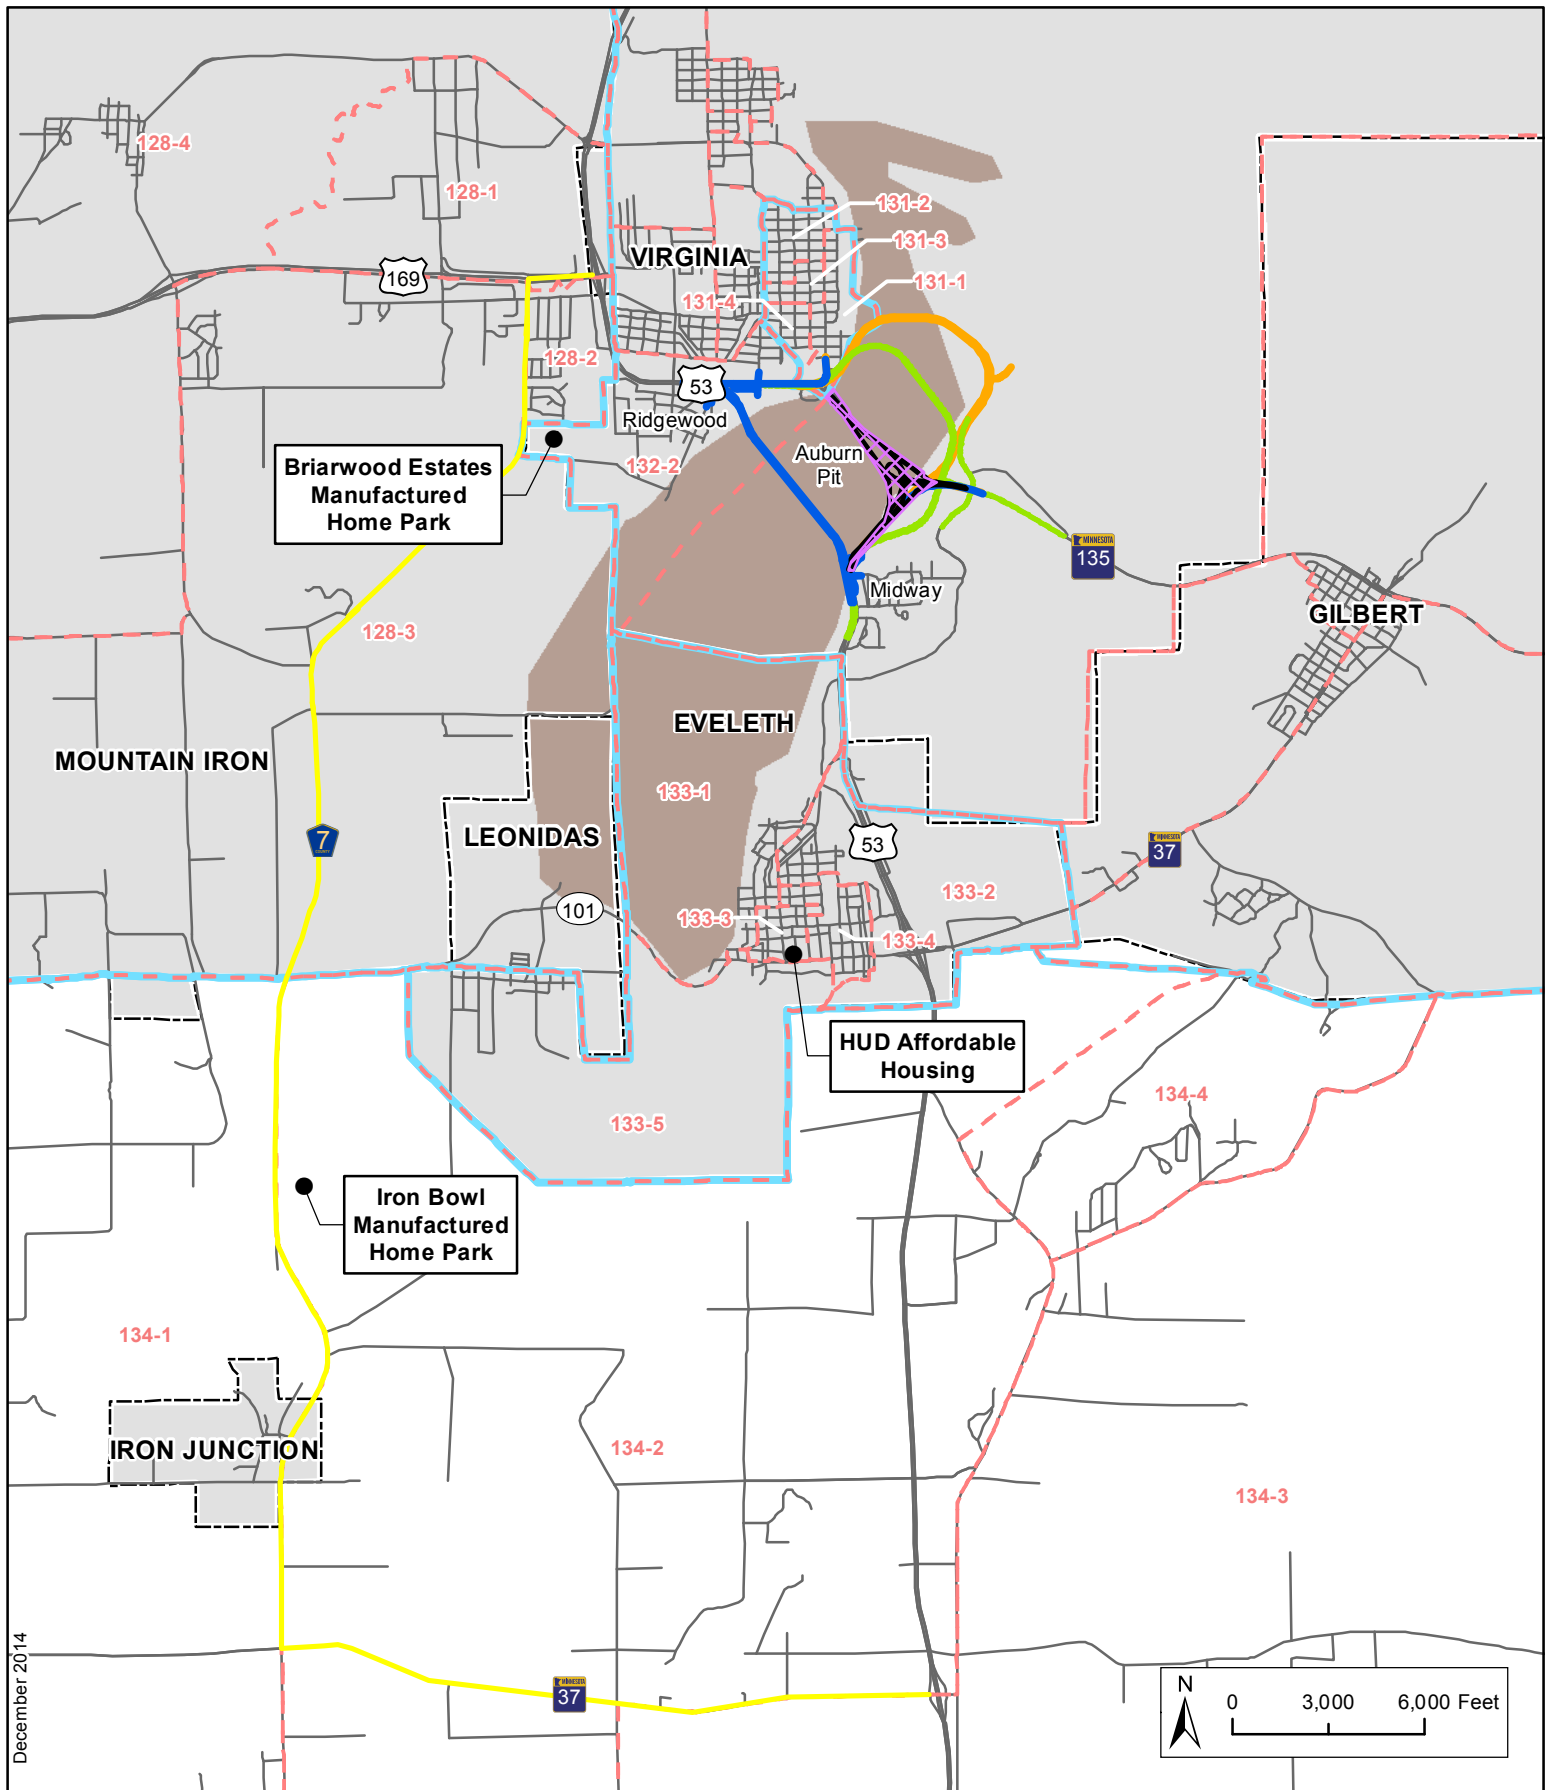 128-4
128-1
131-2
131-3
VIRGINIA
169
131-1
131-4
128-2
53
Ridgewood
Auburn
Pit
132-2
Briarwood Estates
Manufactured
Home Park
MINNESOTA
135
Midway
GILBERT
128-3
EVELETH
MOUNTAIN IRON
133-1
LEONIDAS
7
COUNTY
53
MINNESOTA
37
133-2
101
133-3
133-4
HUD Affordable
Housing
134-4
133-5
Iron Bowl
Manufactured
Home Park
134-1
IRON JUNCTION
134-2
134-3
MINNESOTA
37
N
0 3,000 6,000 Feet
December 2014